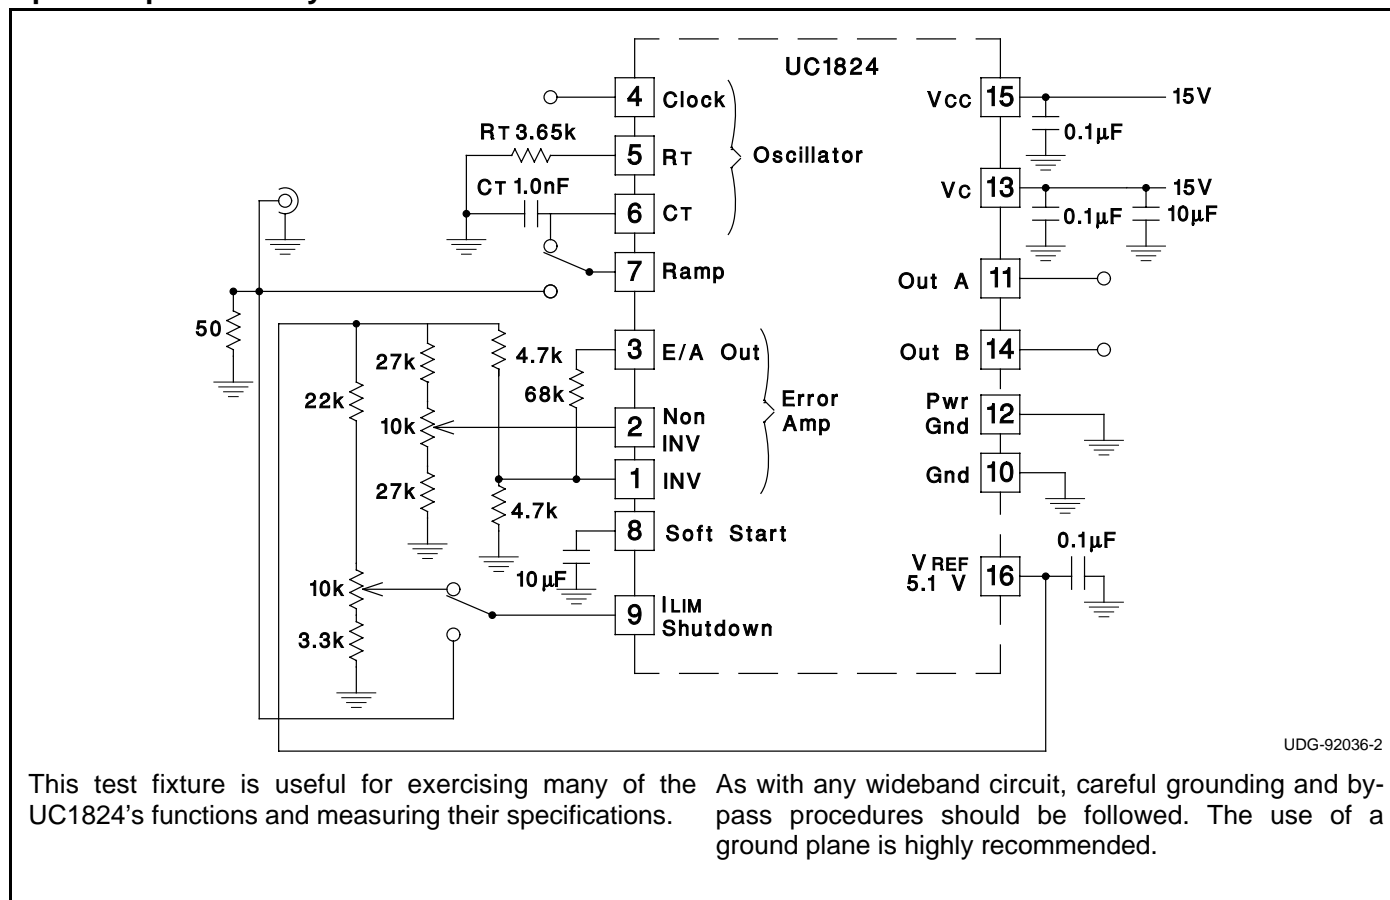 UC1824
4 Clock
RT 3.65k
5 RT
Oscillator
CT 1.0nF
6 CT
7 Ramp
50
27k
4.7k
3 E/A Out
22k
68k
Error
Amp
10k
2 Non
INV
27k
1 INV
4.7k
8 Soft Start
10µF
10k
9 ILIM
Shutdown
3.3k
Vcc 15
15V
0.1µF
Vc 13
15V
0.1µF
10µF
Out A 11
Out B 14
Pwr
Gnd 12
Gnd 10
0.1µF
VREF
5.1 V 16
UDG-92036-2
This test fixture is useful for exercising many of the
UC1824's functions and measuring their specifications.
As with any wideband circuit, careful grounding and by-
pass procedures should be followed. The use of a
ground plane is highly recommended.